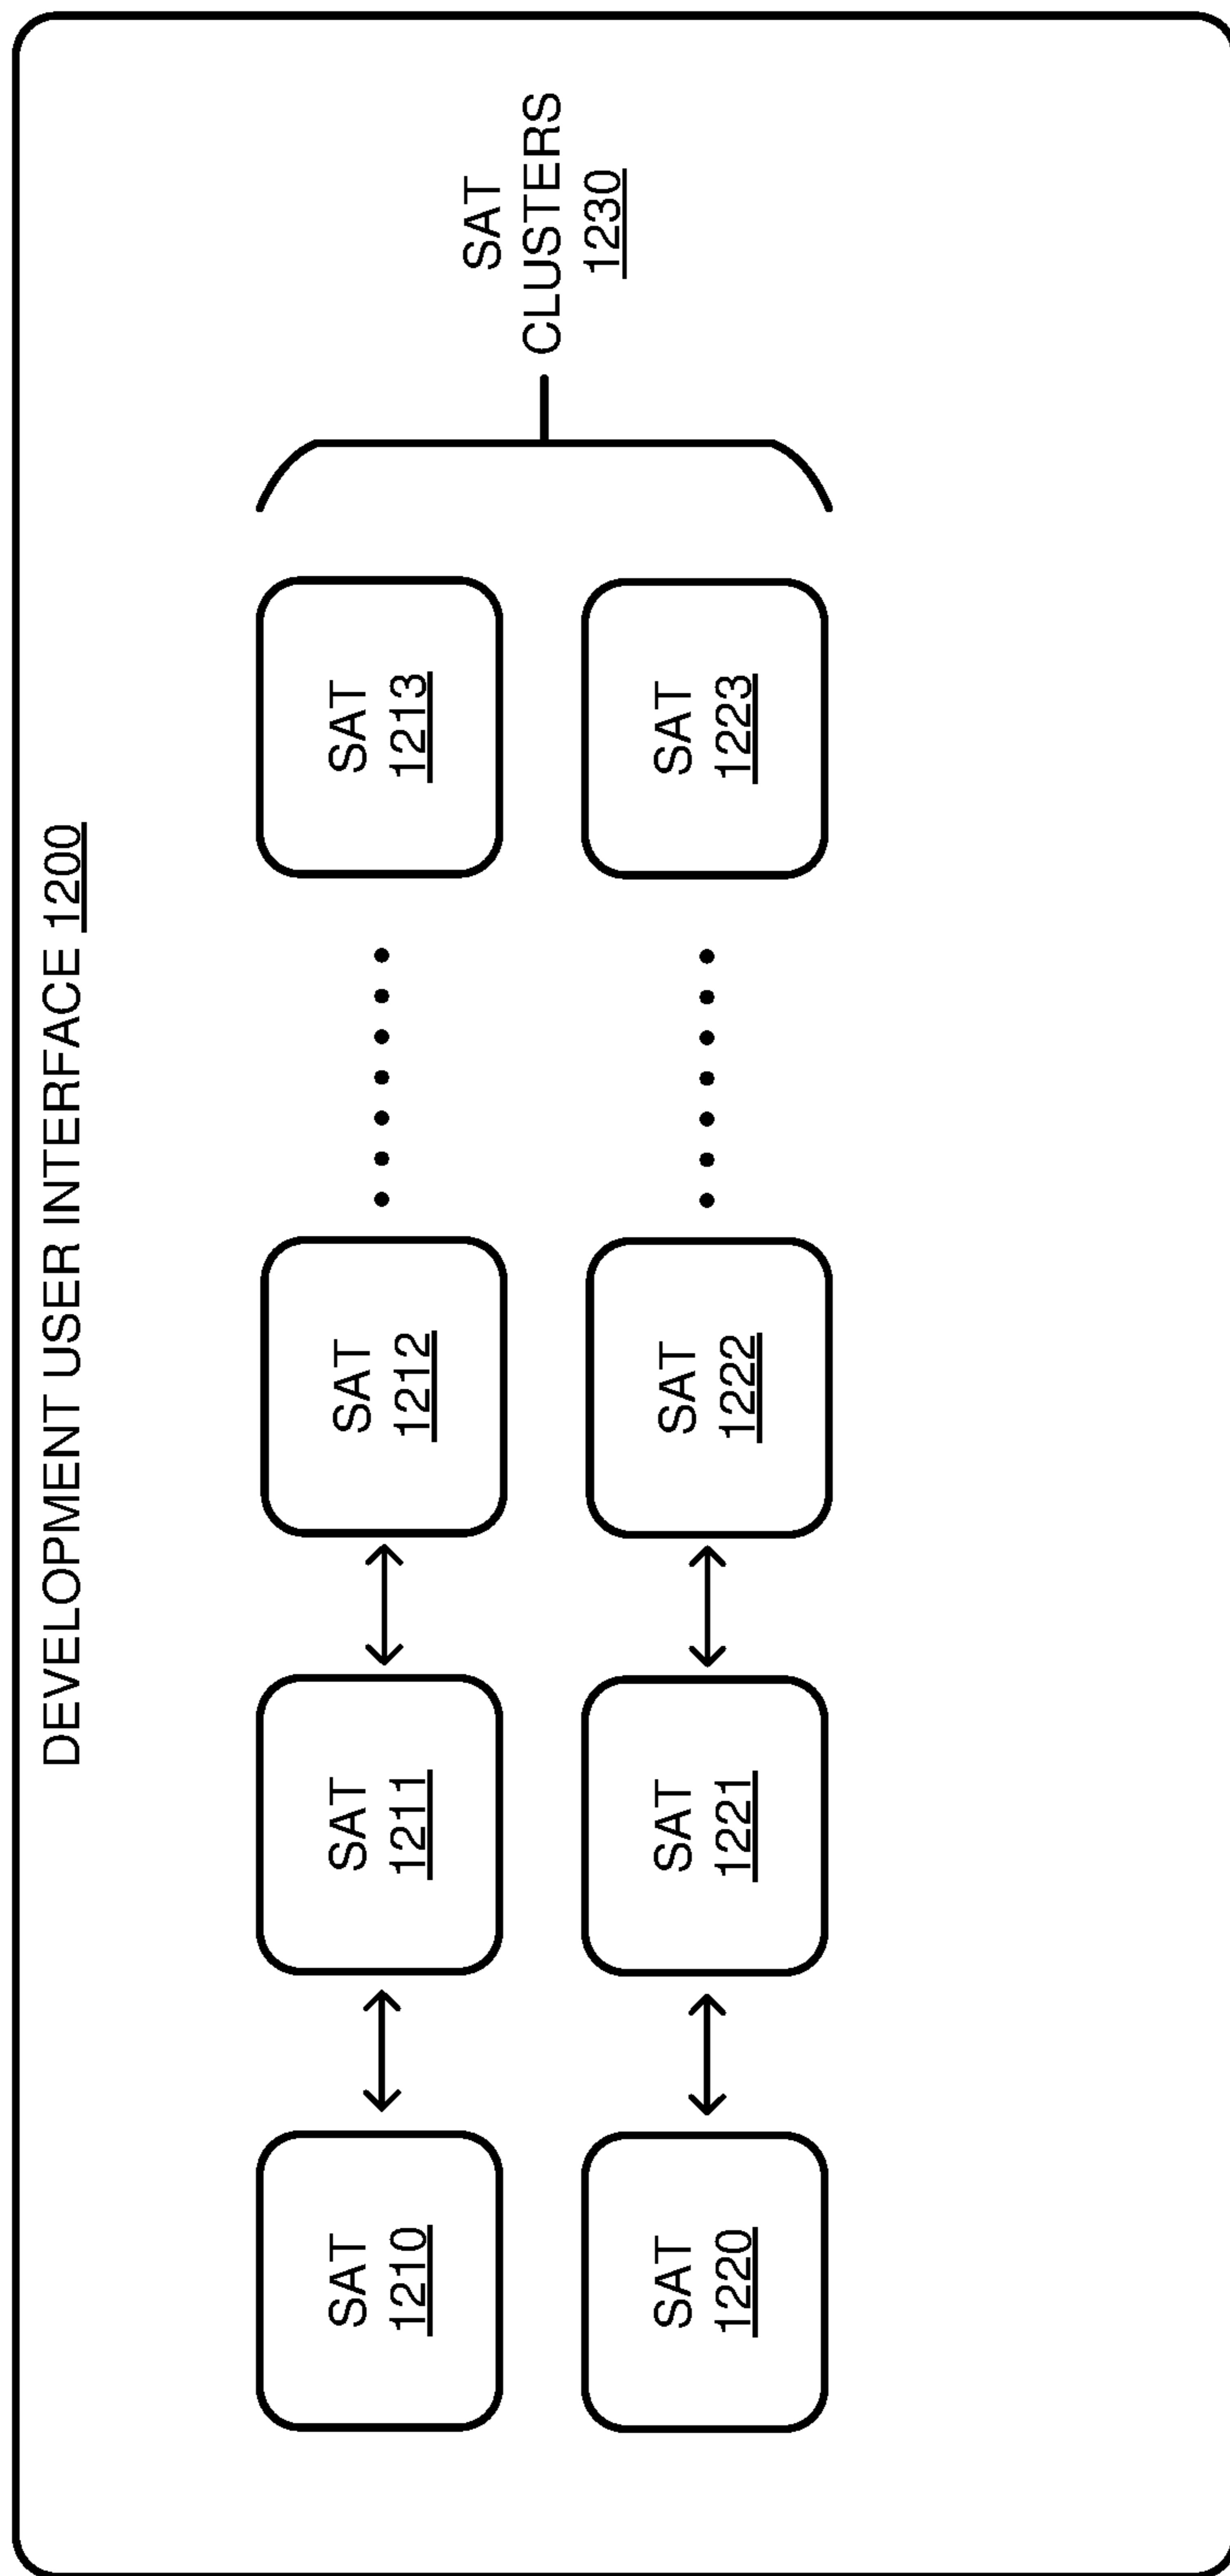 DEVELOPMENT USER INTERFACE 1200
SAT
1210
SAT
1211
SAT
1212
SAT
1213
SAT
1220
SAT
1221
SAT
1222
SAT
1223
SAT
CLUSTERS
1230